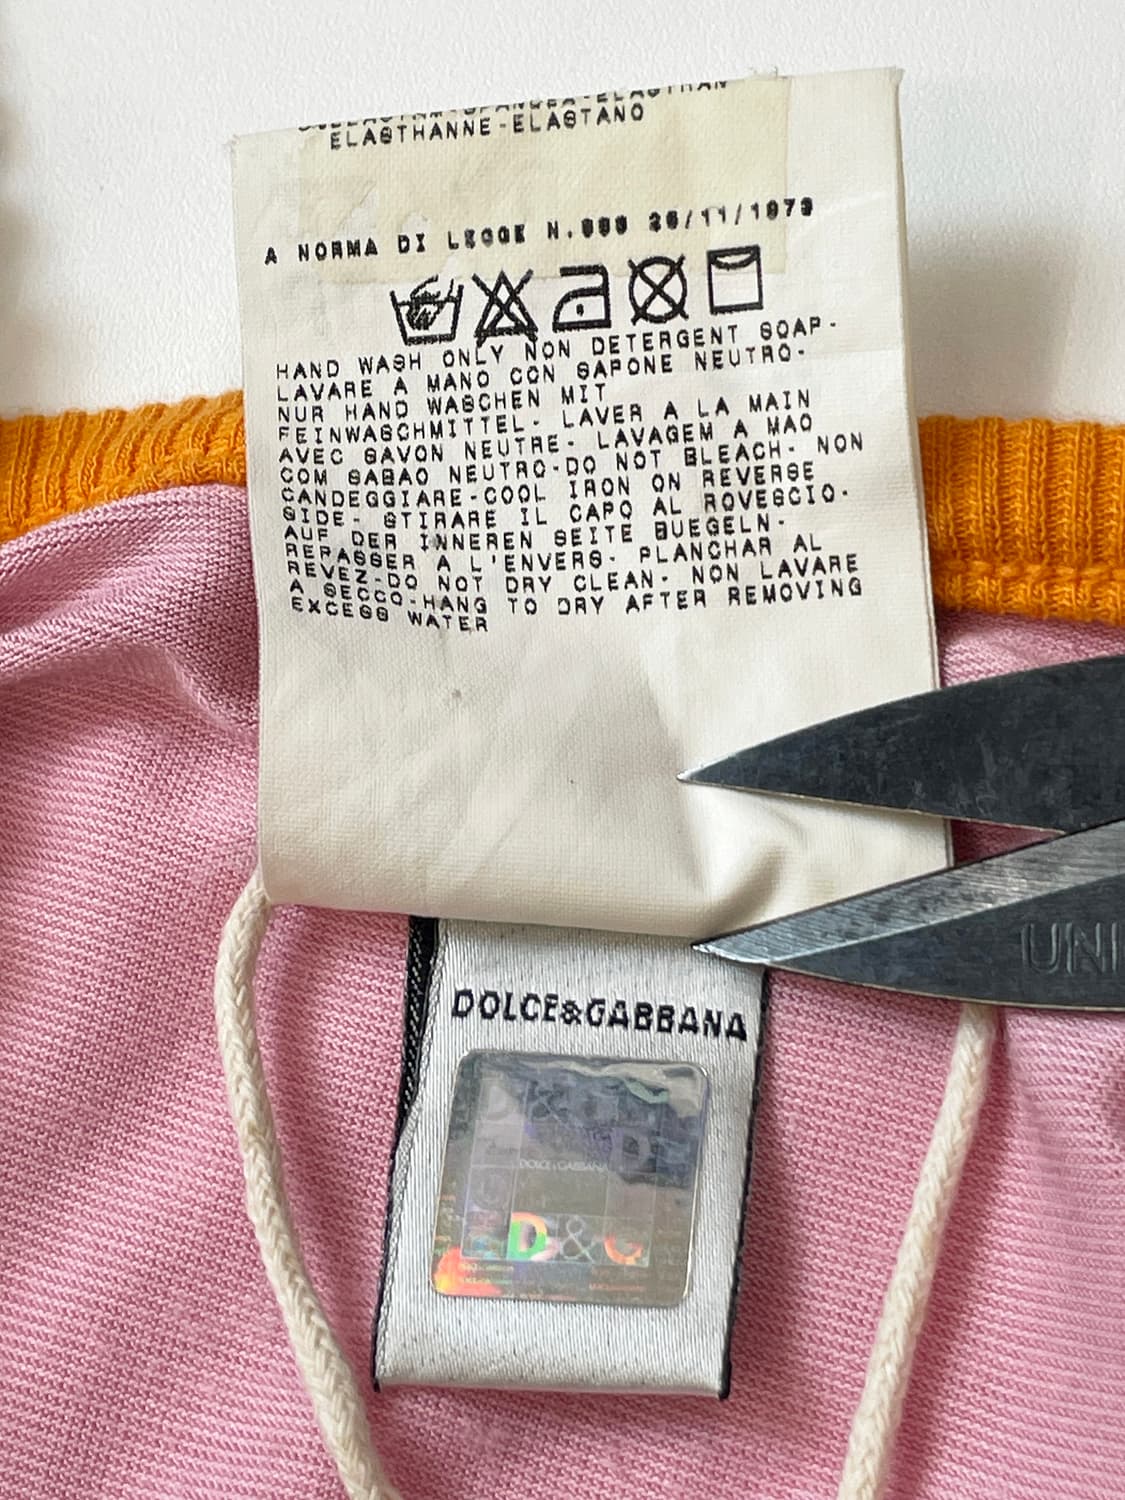 ELASTHANNE-ELASTANO
A NORMA DI LEGGE N.883 26/11/1973
HAND WASH ONLY NON DETERGENT SOAP-
LAVARE A MANO CON SAPONE NEUTRO-
NUR HAND WASCHEN MIT
FEINWASCHMITTEL- LAVER A LA MAIN
AVEC SAVON NEUTRE- LAVAGEM A MAO
COM SABAO NEUTRO-DO NOT BLEACH- NON
CANDEGGIARE-COOL IRON ON REVERSE
SIDE- STIRARE IL CAPO AL ROVESCIO-
AUF DER INNEREN SEITE BUEGELN-
REPASSER A L'ENVERS- PLANCHAR AL
REVEZ-DO NOT DRY CLEAN- NON LAVARE
A SECCO-HANG TO DRY AFTER REMOVING
EXCESS WATER
UNI
DOLCE&GABBANA
D&G
DOLCE&GABBANA
D&G